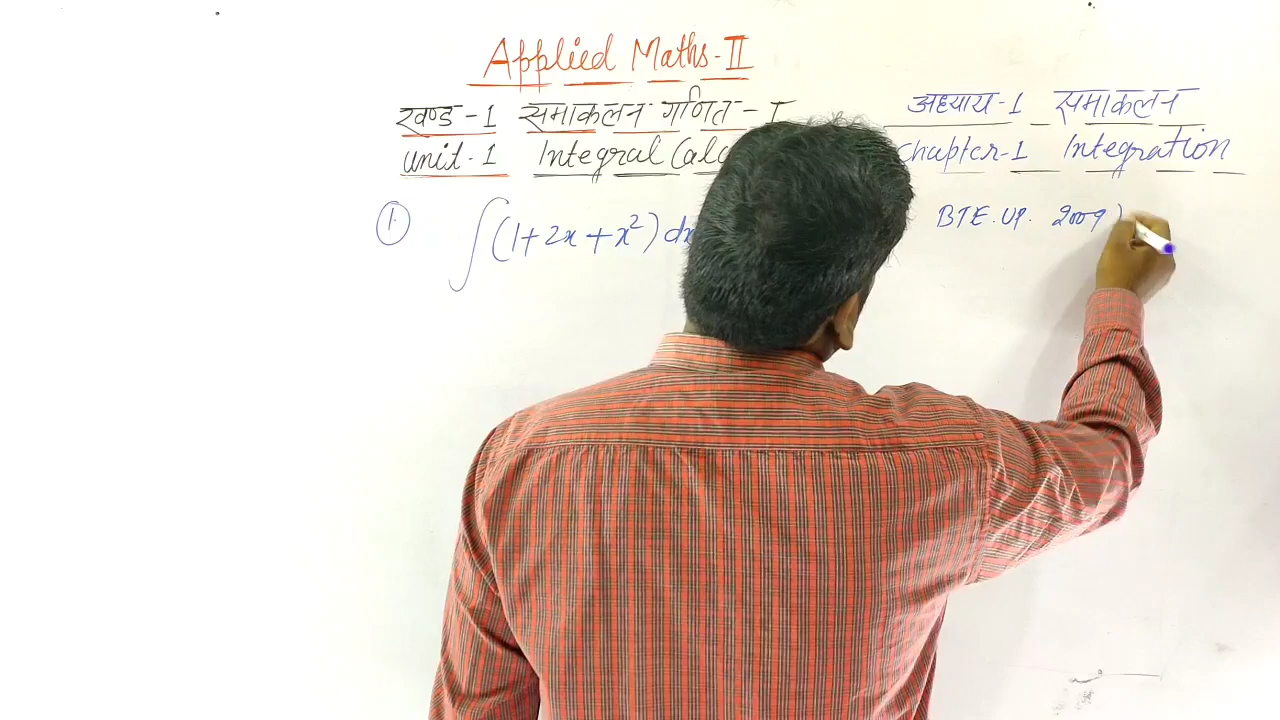 Applied Maths-II
खण्ड-1 समाकलन गणित-I
अध्याय-1 समाकलन
Unit-1 Integral
Chapter-1 Integration
1. ∫(1+2x+x²)dx
BTE.UP. 2009)